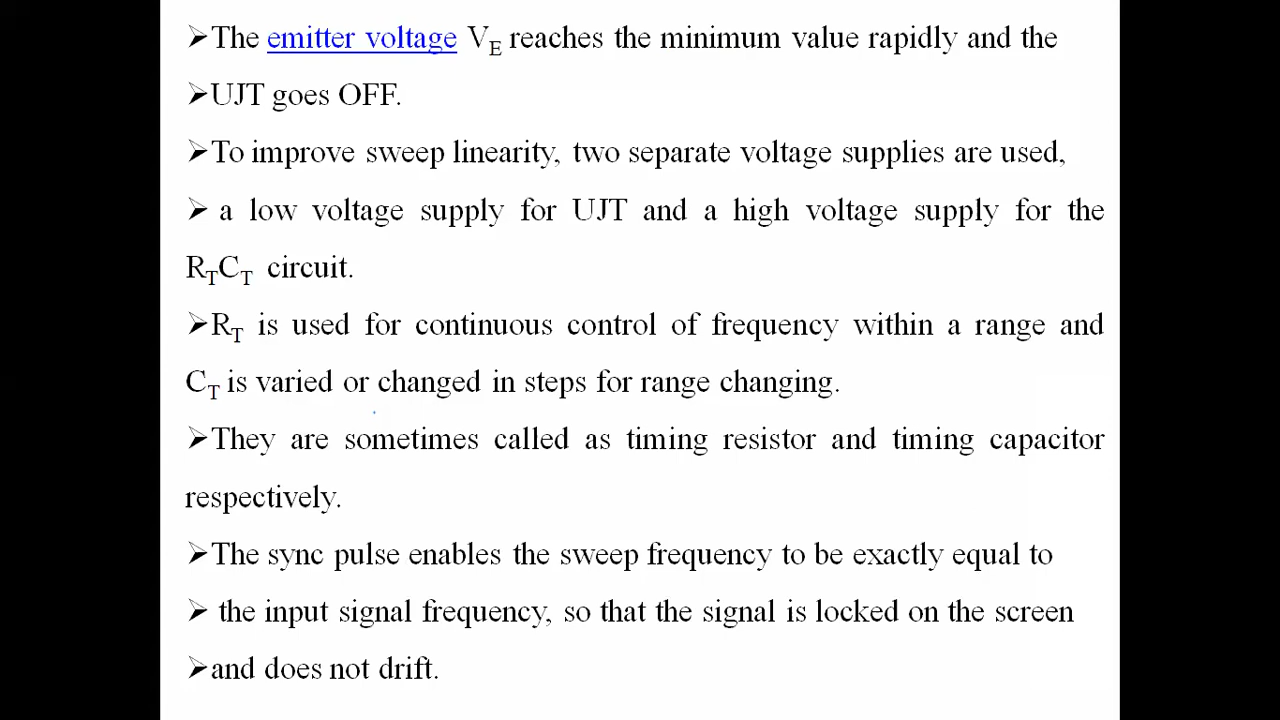 ➢The emitter voltage VE reaches the minimum value rapidly and the
➢UJT goes OFF.
➢To improve sweep linearity, two separate voltage supplies are used,
➢ a low voltage supply for UJT and a high voltage supply for the
RTCT circuit.
➢RT is used for continuous control of frequency within a range and
CT is varied or changed in steps for range changing.
➢They are sometimes called as timing resistor and timing capacitor
respectively.
➢The sync pulse enables the sweep frequency to be exactly equal to
➢ the input signal frequency, so that the signal is locked on the screen
➢and does not drift.